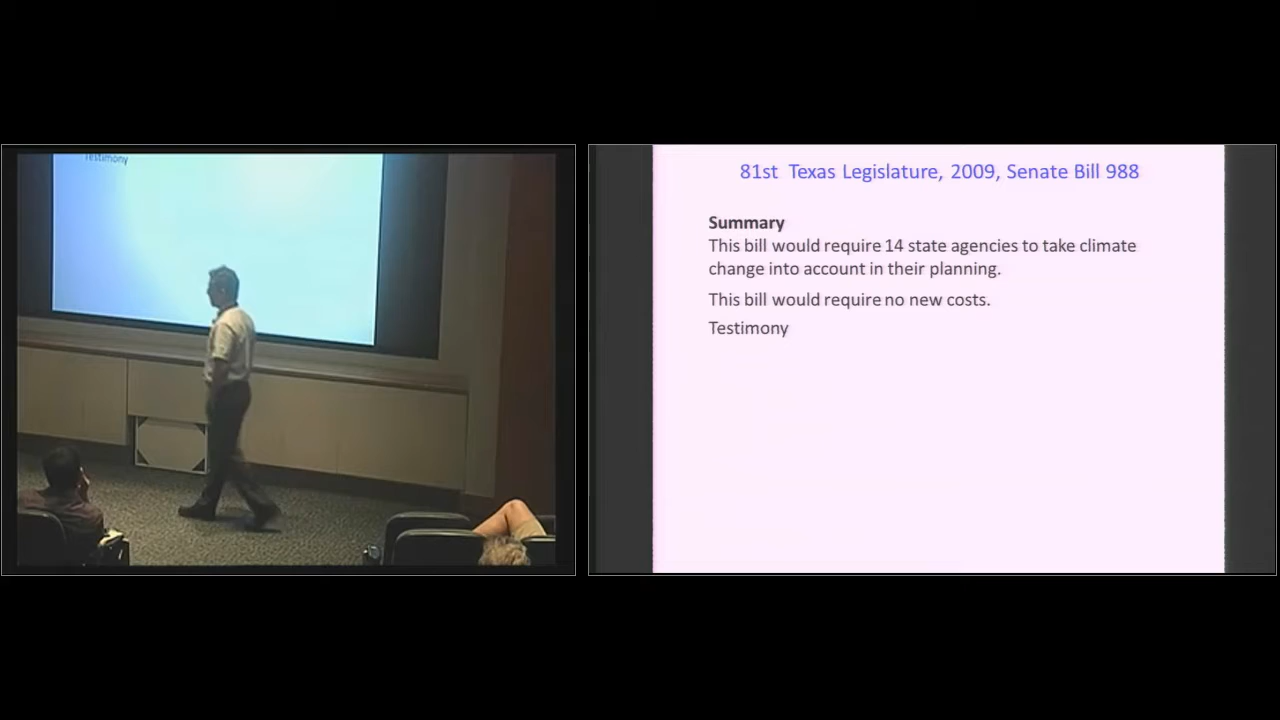 Testimony
81st Texas Legislature, 2009, Senate Bill 988
Summary
This bill would require 14 state agencies to take climate
change into account in their planning.
This bill would require no new costs.
Testimony